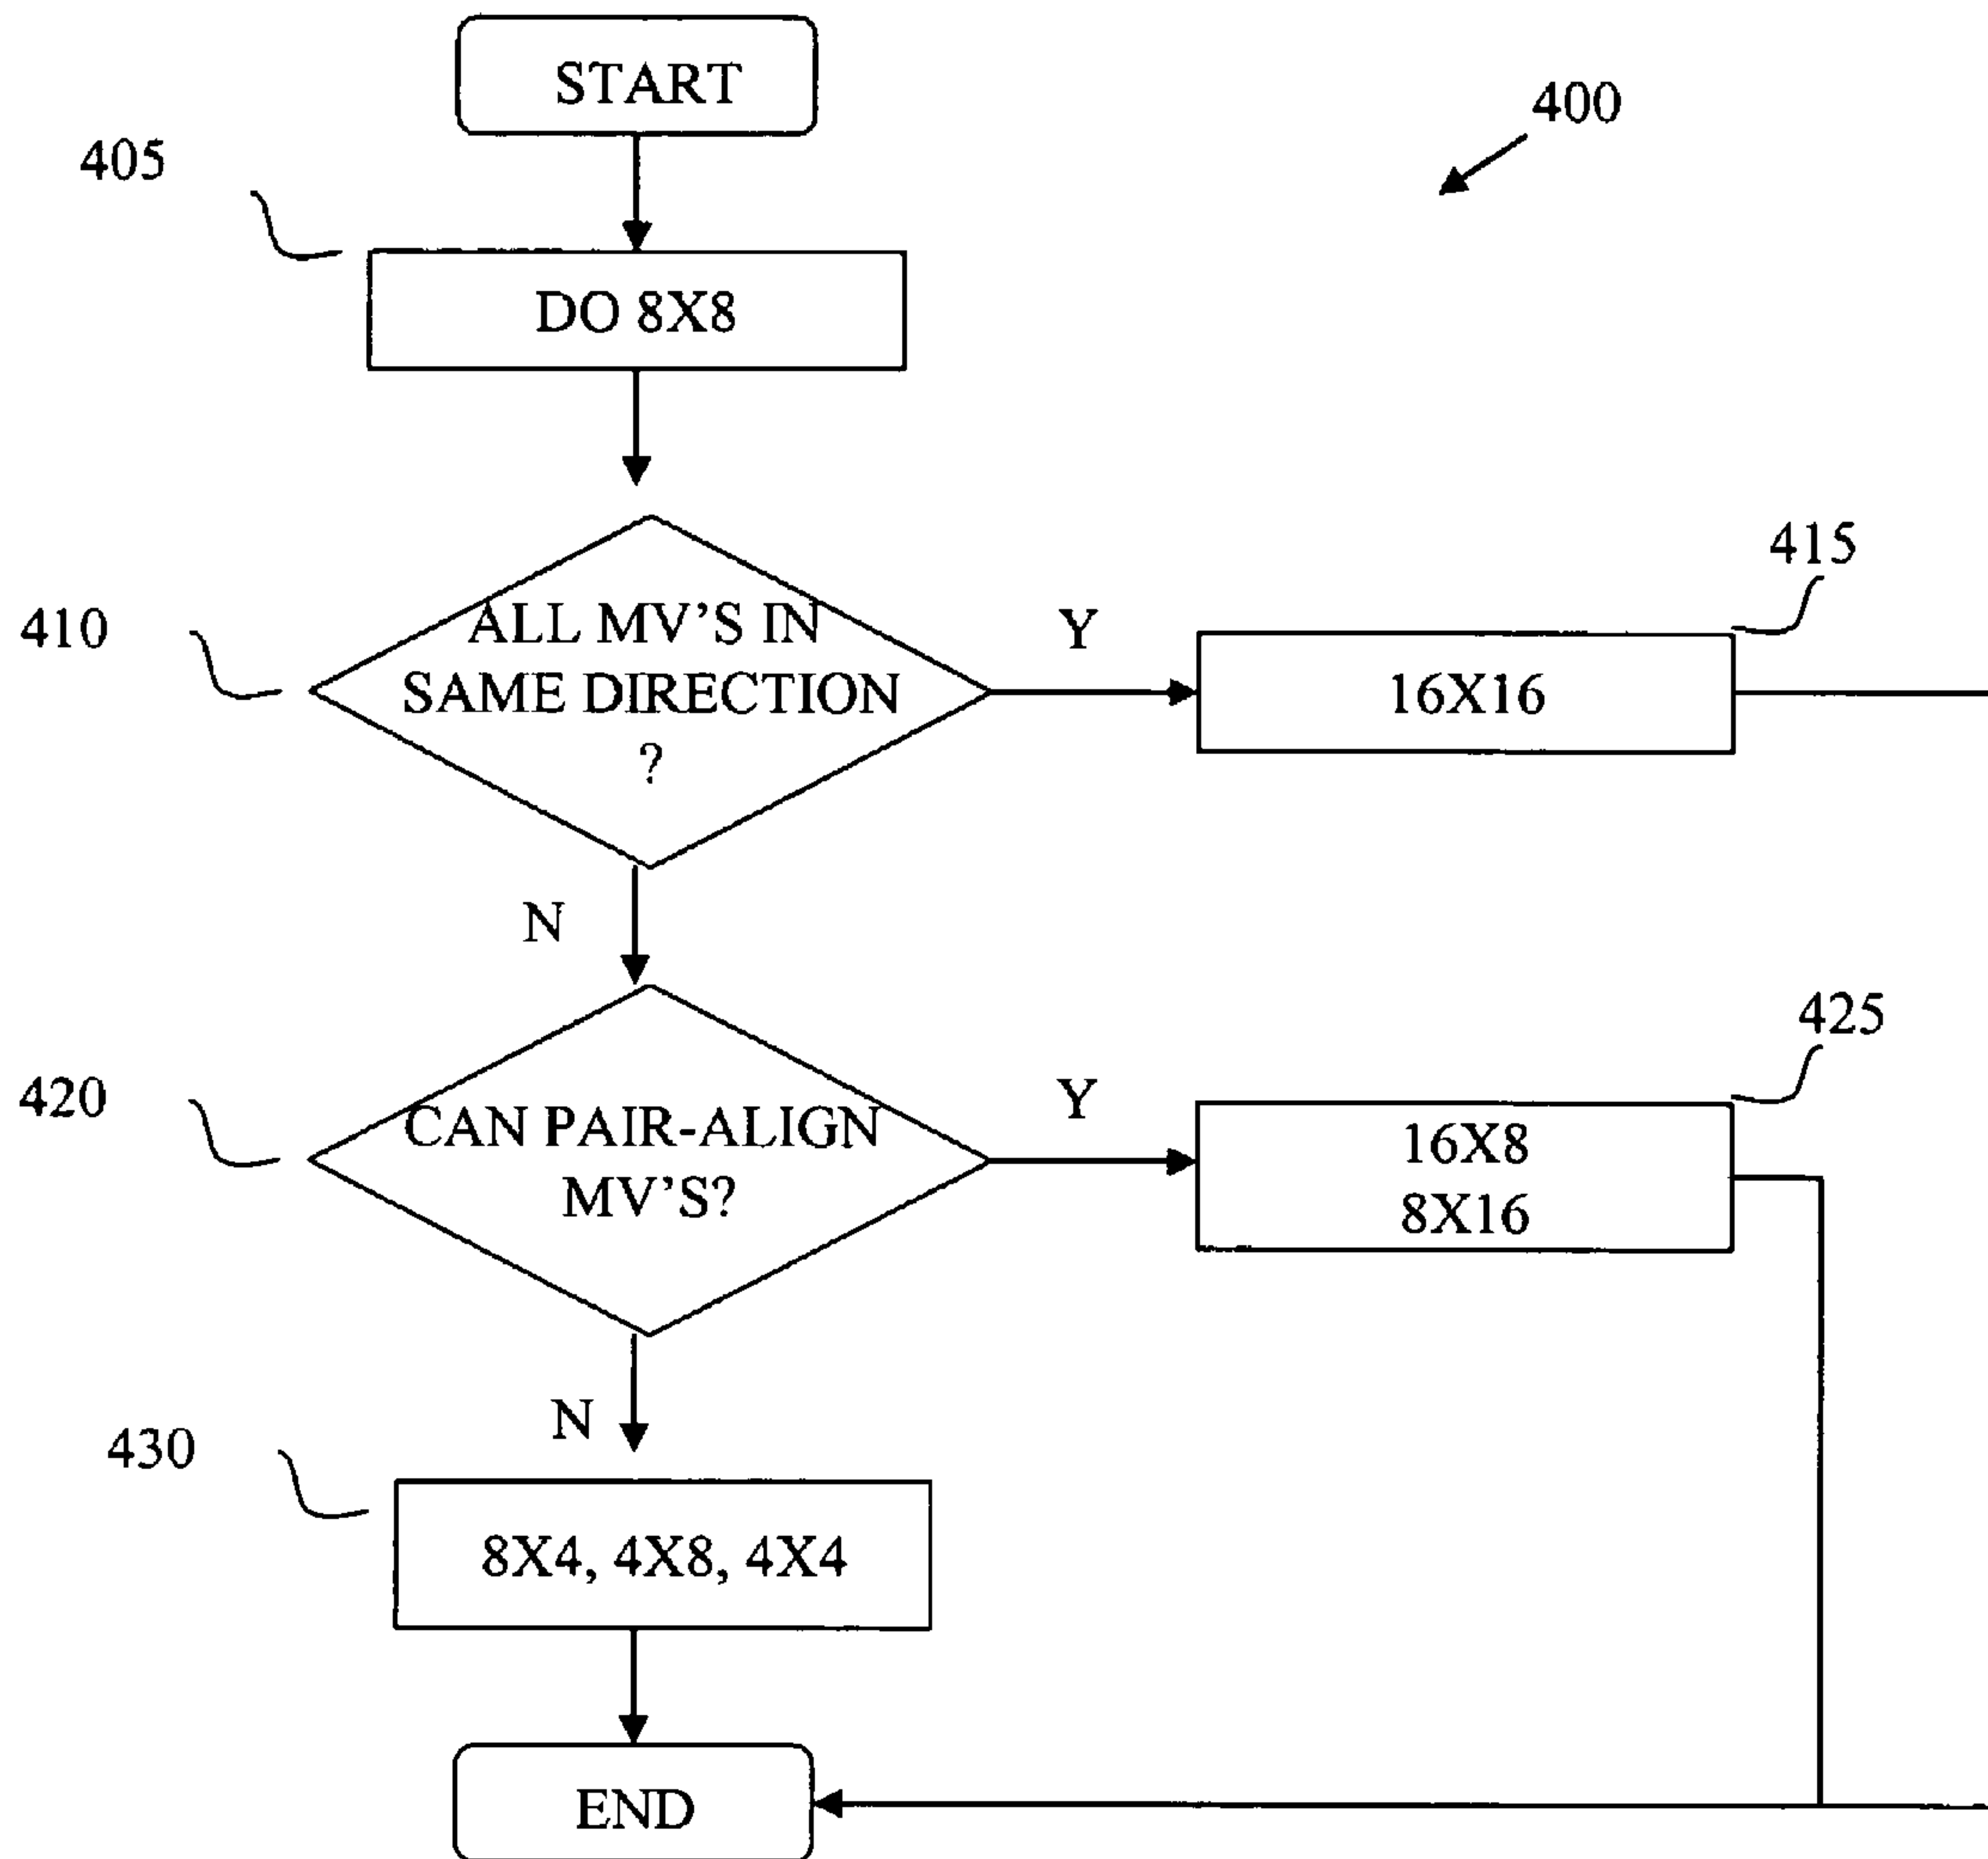 START
400
405
DO 8X8
415
410
ALL MV'S IN
SAME DIRECTION
?
Y
16X16
N
425
420
CAN PAIR-ALIGN
MV'S?
Y
16X8
8X16
N
430
8X4, 4X8, 4X4
END